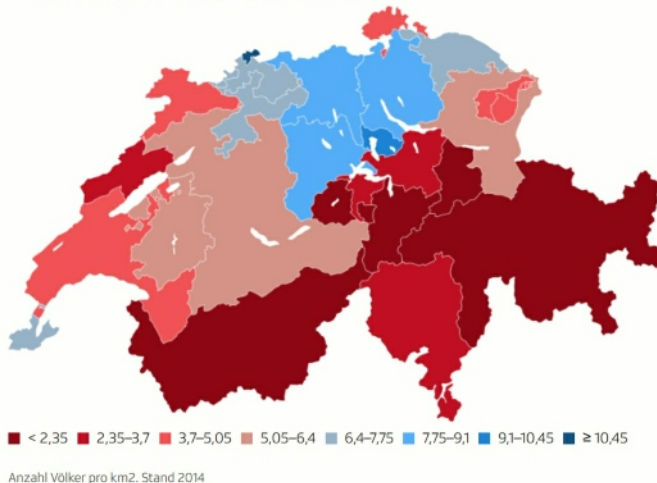 < 2,35 2,35–3,7 3,7–5,05 5,05–6,4 6,4–7,75 7,75–9,1 9,1–10,45 ≥ 10,45
Anzahl Völker pro km2. Stand 2014